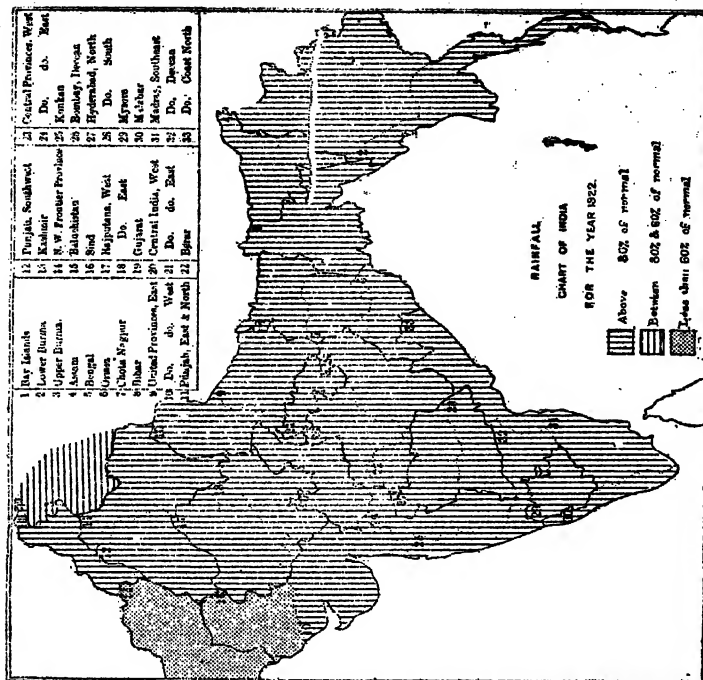 1 Bay Islands
2 Lower Burma
3 Upper Burma
4 Assam
5 Bengal
6 Orissa
7 Chota Nagpur
8 Bihar
9 United Provinces, East
10 Do. do. West
11 Punjab, East & North
12 Punjab, Southwest
13 Kashmir
14 N. W. Frontier Province
15 Baluchistan
16 Sind
17 Rajputana, West
18 Do. East
19 Gujarat
20 Central India, West
21 Do. do. East
22 Berar
23 Central Provinces, West
24 Do. do. East
25 Konkan
26 Bombay, Deccan
27 Hyderabad, North
28 Do. South
29 Mysore
30 Malabar
31 Madras, Southeast
32 Do. Deccan
33 Do. Coast North
RAINFALL
CHART OF INDIA
FOR THE YEAR 1922.
Above 80% of normal
Between 50% & 80% of normal
Less than 50% of normal